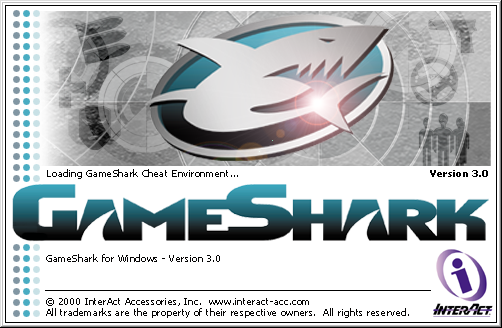 Loading GameShark Cheat Environment...
Version 3.0
GAMESHARK
GameShark for Windows - Version 3.0
© 2000 InterAct Accessories, Inc.  www.interact-acc.com
All trademarks are the property of their respective owners.  All rights reserved.
i
INTERACT